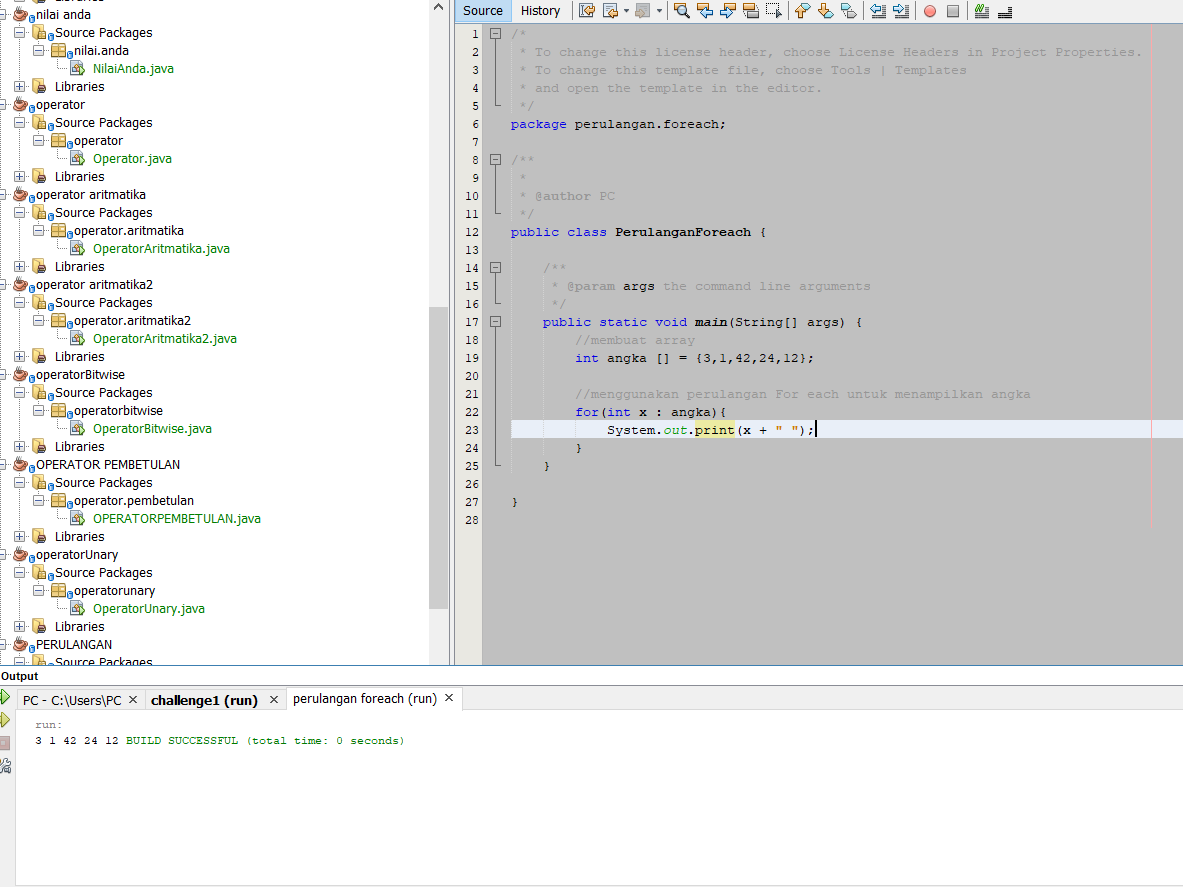 Libraries
nilai anda
Source Packages
nilai.anda
NilaiAnda.java
Libraries
operator
Source Packages
operator
Operator.java
Libraries
operator aritmatika
Source Packages
operator.aritmatika
OperatorAritmatika.java
Libraries
operator aritmatika2
Source Packages
operator.aritmatika2
OperatorAritmatika2.java
Libraries
operatorBitwise
Source Packages
operatorbitwise
OperatorBitwise.java
Libraries
OPERATOR PEMBETULAN
Source Packages
operator.pembetulan
OPERATORPEMBETULAN.java
Libraries
operatorUnary
Source Packages
operatorunary
OperatorUnary.java
Libraries
PERULANGAN
Source Packages
Source History
1 /*
2 * To change this license header, choose License Headers in Project Properties.
3 * To change this template file, choose Tools | Templates
4 * and open the template in the editor.
5 */
6 package perulangan.foreach;
7
8 /**
9 *
10 * @author PC
11 */
12 public class PerulanganForeach {
13
14 /**
15 * @param args the command line arguments
16 */
17 public static void main(String[] args) {
18 //membuat array
19 int angka [] = {3,1,42,24,12};
20
21 //menggunakan perulangan For each untuk menampilkan angka
22 for(int x : angka){
23 System.out.print(x + " ");
24 }
25 }
26
27 }
28
Output
PC - C:\Users\PC × challenge1 (run) × perulangan foreach (run) ×
run:
3 1 42 24 12 BUILD SUCCESSFUL (total time: 0 seconds)